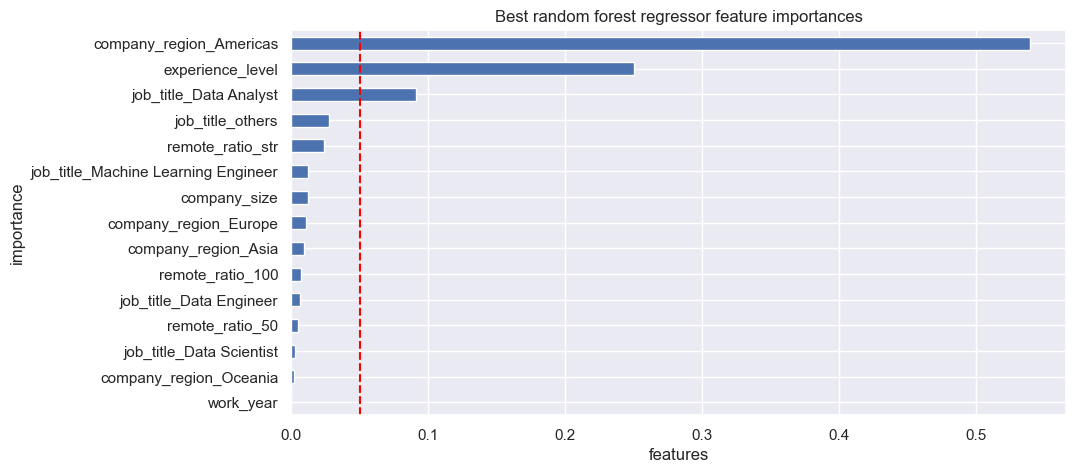 Best random forest regressor feature importances
company_region_Americas
experience_level
job_title_Data Analyst
job_title_others
remote_ratio_str
job_title_Machine Learning Engineer
company_size
company_region_Europe
company_region_Asia
remote_ratio_100
job_title_Data Engineer
remote_ratio_50
job_title_Data Scientist
company_region_Oceania
work_year
importance
0.0 0.1 0.2 0.3 0.4 0.5
features